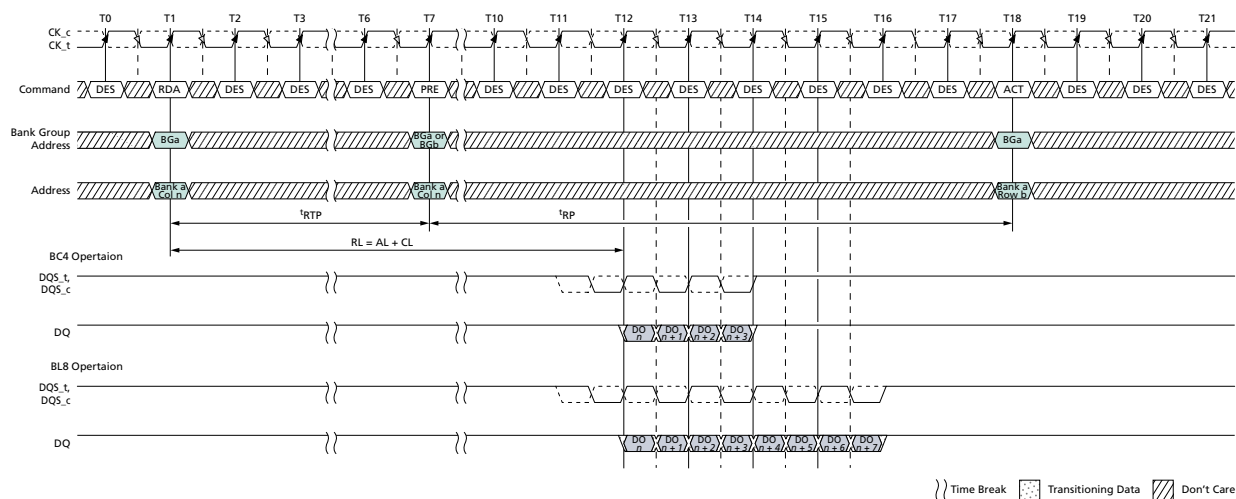 T0 T1 T2 T3 T6 T7 T10 T11 T12 T13 T14 T15 T16 T17 T18 T19 T20 T21
CK_c
CK_t
Command DES RDA DES DES DES PRE DES DES DES DES DES DES DES DES ACT DES DES DES
Bank Group
Address
BGa
BGa or
BGb
BGa
Address
Bank a
Col n
Bank a
Col n
Bank a
Row b
tRTP tRP
RL = AL + CL
BC4 Opertaion
DQS_t,
DQS_c
DQ
DO
n
DO
n + 1
DO
n + 2
DO
n + 3
BL8 Opertaion
DQS_t,
DQS_c
DQ
DO
n
DO
n + 1
DO
n + 2
DO
n + 3
DO
n + 4
DO
n + 5
DO
n + 6
DO
n + 7
Time Break Transitioning Data Don't Care